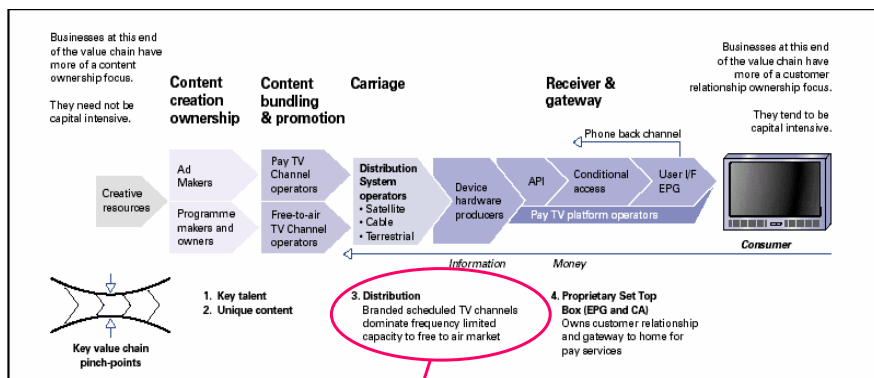 Businesses at this end
of the value chain have
more of a content
ownership focus.
They need not be
capital intensive.
Content
creation
ownership
Content
bundling
& promotion
Carriage
Receiver &
gateway
Businesses at this end
of the value chain have
more of a customer
relationship ownership focus.
They tend to be
capital intensive.
Phone back channel
Creative
resources
Ad
Makers
Programme
makers and
owners
Pay TV
Channel
operators
Free-to-air
TV Channel
operators
Distribution
System
operators
• Satellite
• Cable
• Terrestrial
Device
hardware
producers
API
Conditional
access
User I/F
EPG
Pay TV platform operators
Consumer
Information
Money
Key value chain
pinch-points
1. Key talent
2. Unique content
3. Distribution
Branded scheduled TV channels
dominate frequency limited
capacity to free to air market
4. Proprietary Set Top
Box (EPG and CA)
Owns customer relationship
and gateway to home for
pay services